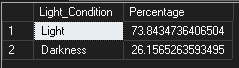 Light_Condition Percentage
1 Light 73.8434736406504
2 Darkness 26.1565263593495